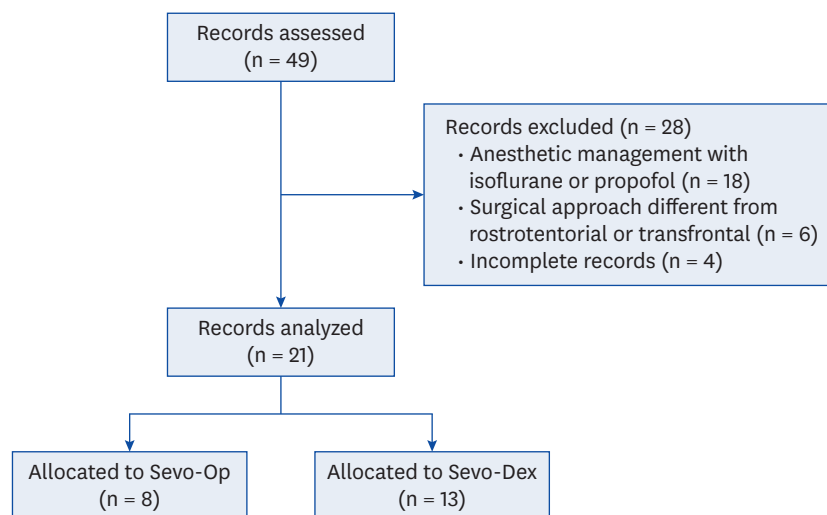 Records assessed
(n = 49)
Records excluded (n = 28)
• Anesthetic management with
isoflurane or propofol (n = 18)
• Surgical approach different from
rostrotentorial or transfrontal (n = 6)
• Incomplete records (n = 4)
Records analyzed
(n = 21)
Allocated to Sevo-Op
(n = 8)
Allocated to Sevo-Dex
(n = 13)